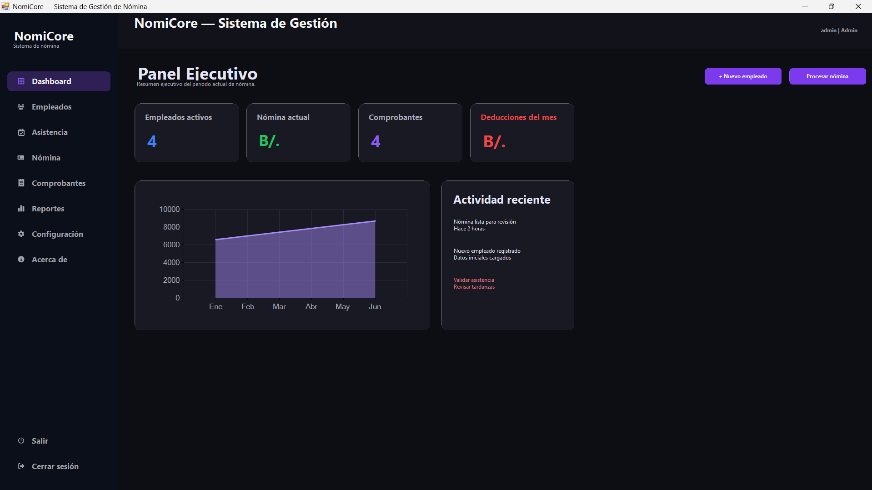 NomiCore — Sistema de Gestión de Nómina
NomiCore
Sistema de nómina
NomiCore — Sistema de Gestión
admin | Admin
Dashboard
Empleados
Asistencia
Nómina
Comprobantes
Reportes
Configuración
Acerca de
Salir
Cerrar sesión
Panel Ejecutivo
Resumen ejecutivo del periodo actual de nómina.
+ Nuevo empleado
Procesar nómina
Empleados activos
4
Nómina actual
B/.
Comprobantes
4
Deducciones del mes
B/.
10000
8000
6000
4000
2000
0
Ene Feb Mar Abr May Jun
Actividad reciente
Nómina lista para revisión
Hace 2 horas
Nuevo empleado registrado
Datos iniciales cargados
Validar asistencia
Revisar tardanzas